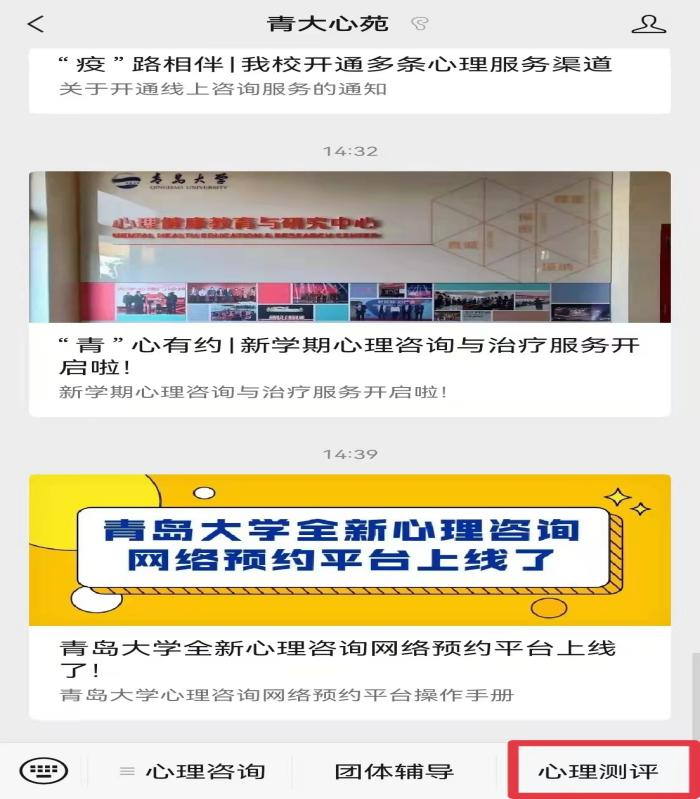 青大心苑
“疫”路相伴|我校开通多条心理服务渠道
关于开通线上咨询服务的通知
14:32
青岛大学
QINGDAO UNIVERSITY
心理健康教育与研究中心
MENTAL HEALTH EDUCATION & RESEARCH CENTER
“青”心有约|新学期心理咨询与治疗服务开
启啦!
新学期心理咨询与治疗服务开启啦!
14:39
青岛大学全新心理咨询
网络预约平台上线了
青岛大学全新心理咨询网络预约平台上线
了!
青岛大学心理咨询网络预约平台操作手册
心理咨询
团体辅导
心理测评